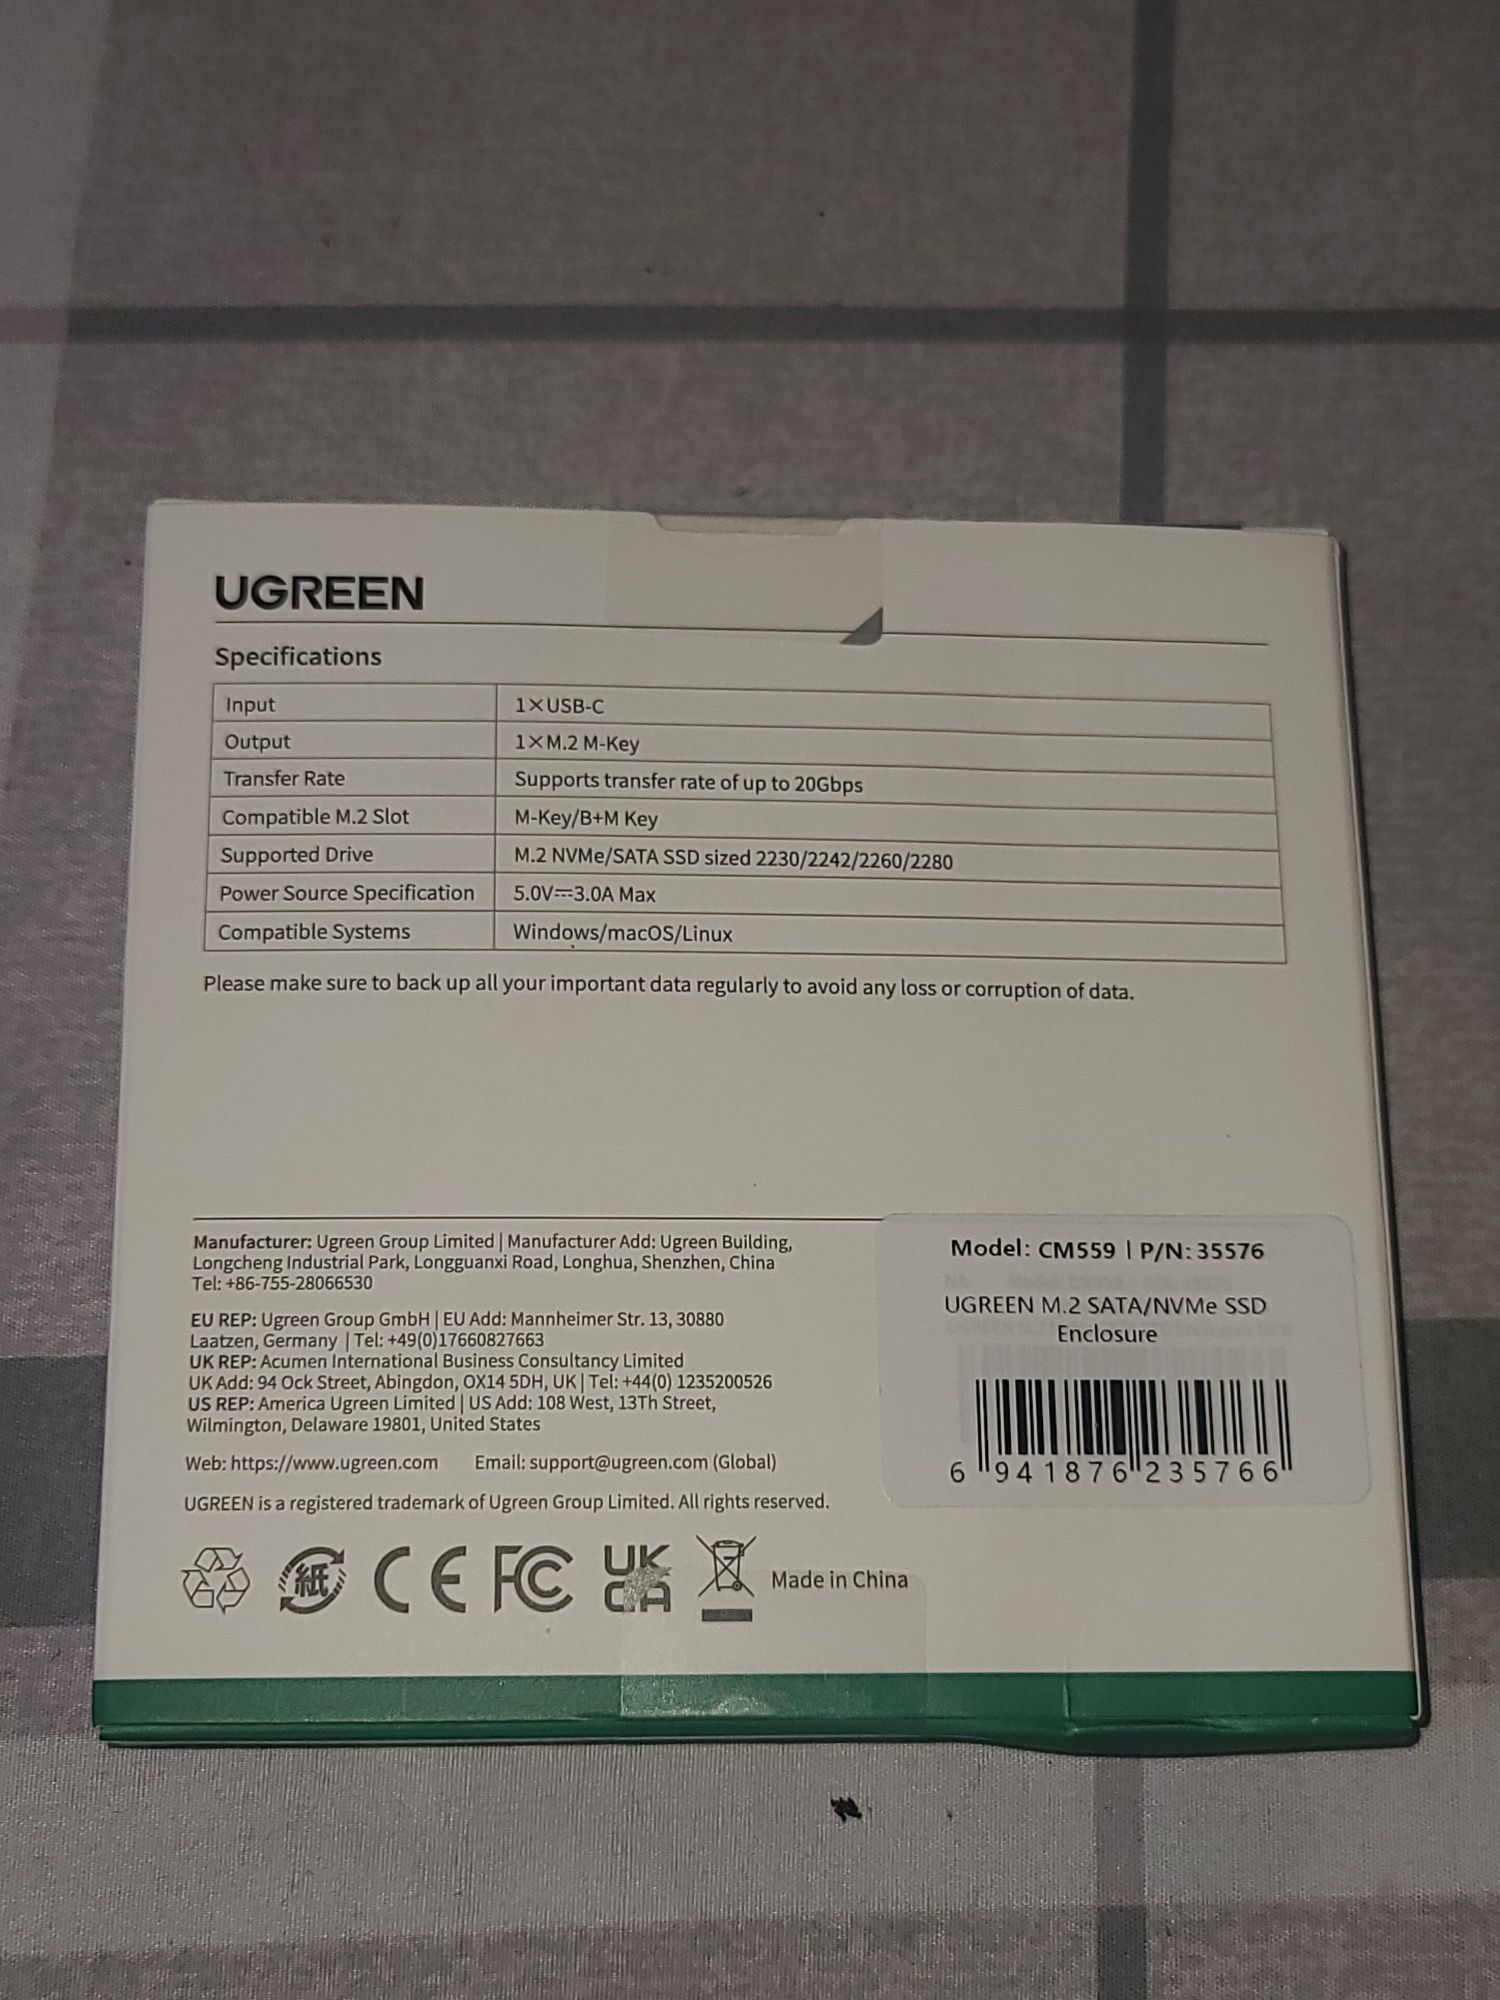 UGREEN
Specifications
Input 1×USB-C
Output 1×M.2 M-Key
Transfer Rate Supports transfer rate of up to 20Gbps
Compatible M.2 Slot M-Key/B+M Key
Supported Drive M.2 NVMe/SATA SSD sized 2230/2242/2260/2280
Power Source Specification 5.0V⎓3.0A Max
Compatible Systems Windows/macOS/Linux
Please make sure to back up all your important data regularly to avoid any loss or corruption of data.
Manufacturer: Ugreen Group Limited | Manufacturer Add: Ugreen Building,
Longcheng Industrial Park, Longguanxi Road, Longhua, Shenzhen, China
Tel: +86-755-28066530
EU REP: Ugreen Group GmbH | EU Add: Mannheimer Str. 13, 30880
Laatzen, Germany | Tel: +49(0)17660827663
UK REP: Acumen International Business Consultancy Limited
UK Add: 94 Ock Street, Abingdon, OX14 5DH, UK | Tel: +44(0) 1235200526
US REP: America Ugreen Limited | US Add: 108 West, 13Th Street,
Wilmington, Delaware 19801, United States
Web: https://www.ugreen.com Email: support@ugreen.com (Global)
UGREEN is a registered trademark of Ugreen Group Limited. All rights reserved.
Model: CM559 | P/N: 35576
UGREEN M.2 SATA/NVMe SSD
Enclosure
6 941876 235766
紙 CE FC UK
CA
Made in China